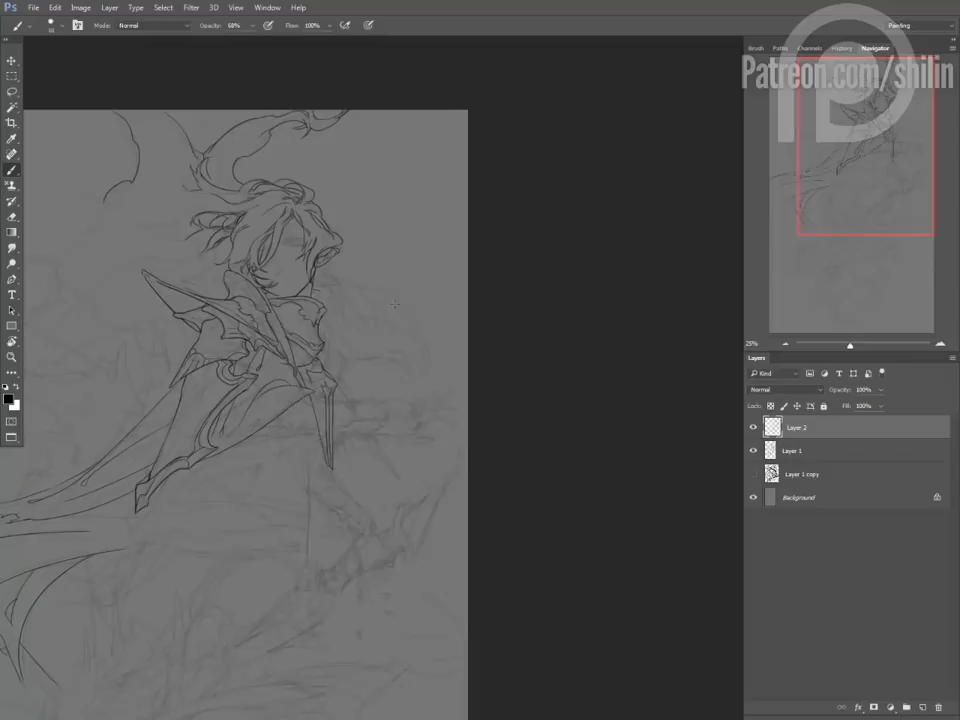 Ps File Edit Image Layer Type Select Filter 3D View Window Help
Mode: Normal Opacity: 68% Flow: 100% Painting
Brush Paths Channels History Navigator
Patreon.com/shilin
25%
Layers
Kind
Normal Opacity: 100%
Lock: Fill: 100%
Layer 2
Layer 1
Layer 1 copy
Background